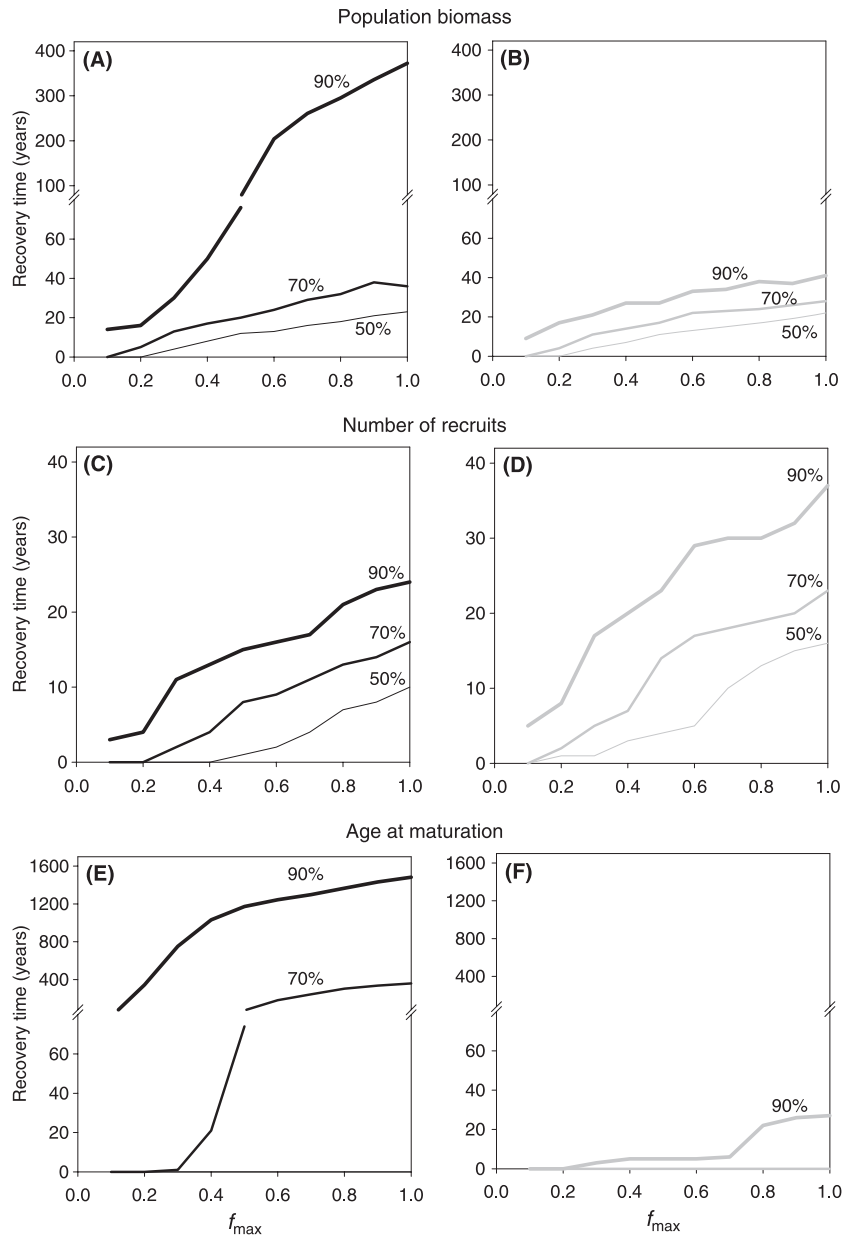 Population biomass
(A)
(B)
Recovery time (years)
400
300
200
100
60
40
20
0
90%
70%
50%
0.0 0.2 0.4 0.6 0.8 1.0
400
300
200
100
60
40
20
0
90%
70%
50%
0.0 0.2 0.4 0.6 0.8 1.0
Number of recruits
(C)
(D)
Recovery time (years)
40
30
20
10
0
90%
70%
50%
0.0 0.2 0.4 0.6 0.8 1.0
40
30
20
10
0
90%
70%
50%
0.0 0.2 0.4 0.6 0.8 1.0
Age at maturation
(E)
(F)
Recovery time (years)
1600
1200
800
400
60
40
20
0
90%
70%
0.0 0.2 0.4 0.6 0.8 1.0
fmax
1600
1200
800
400
60
40
20
0
90%
0.0 0.2 0.4 0.6 0.8 1.0
fmax